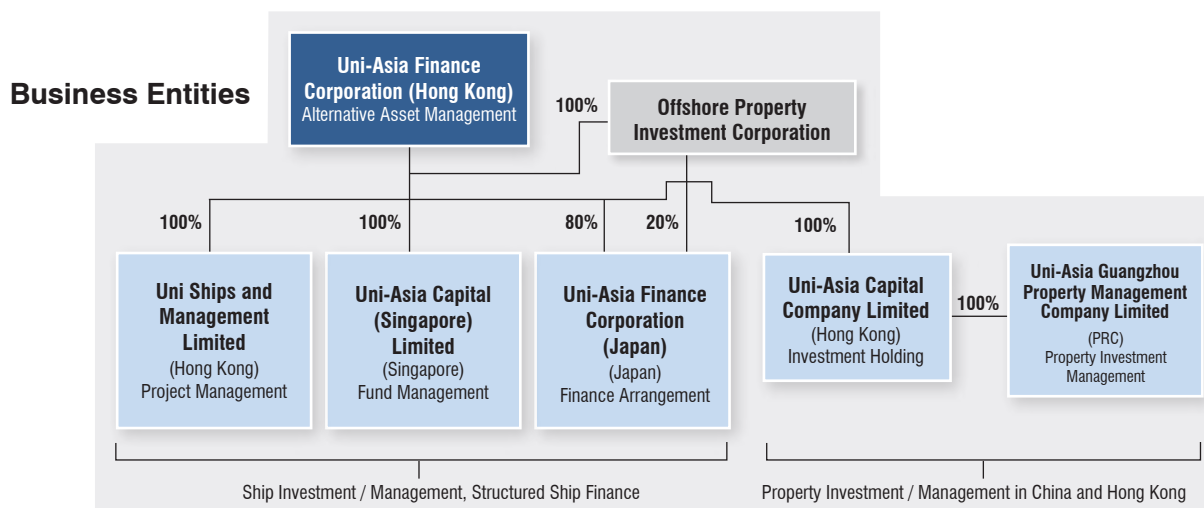 Business Entities
Uni-Asia Finance
Corporation (Hong Kong)
Alternative Asset Management
100%
Offshore Property
Investment Corporation
100%
100%
80%
20%
100%
Uni Ships and
Management
Limited
(Hong Kong)
Project Management
Uni-Asia Capital
(Singapore)
Limited
(Singapore)
Fund Management
Uni-Asia Finance
Corporation
(Japan)
(Japan)
Finance Arrangement
Uni-Asia Capital
Company Limited
(Hong Kong)
Investment Holding
100%
Uni-Asia Guangzhou
Property Management
Company Limited
(PRC)
Property Investment
Management
Ship Investment / Management, Structured Ship Finance
Property Investment / Management in China and Hong Kong